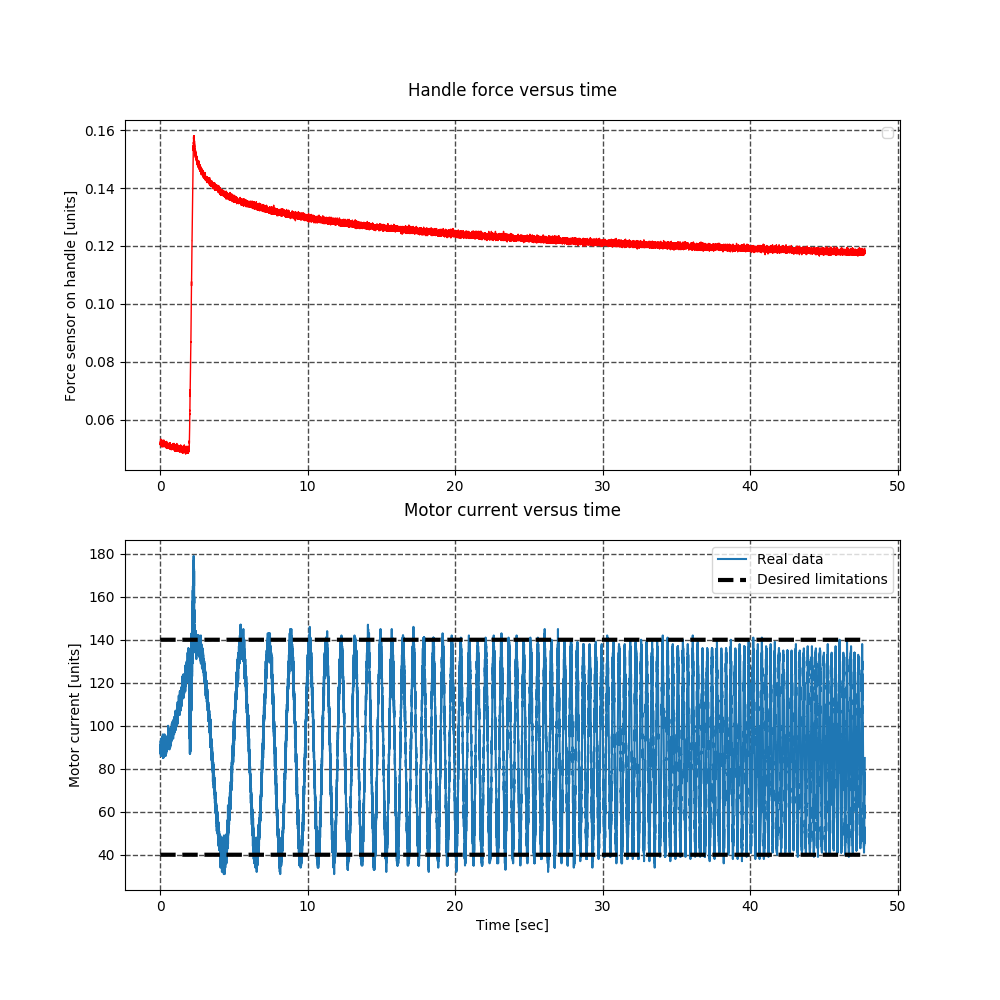 Handle force versus time
0.16
0.14
0.12
0.10
0.08
0.06
Force sensor on handle [units]
0 10 20 30 40 50
Motor current versus time
180
160
140
120
100
80
60
40
Motor current [units]
Real data
Desired limitations
0 10 20 30 40 50
Time [sec]